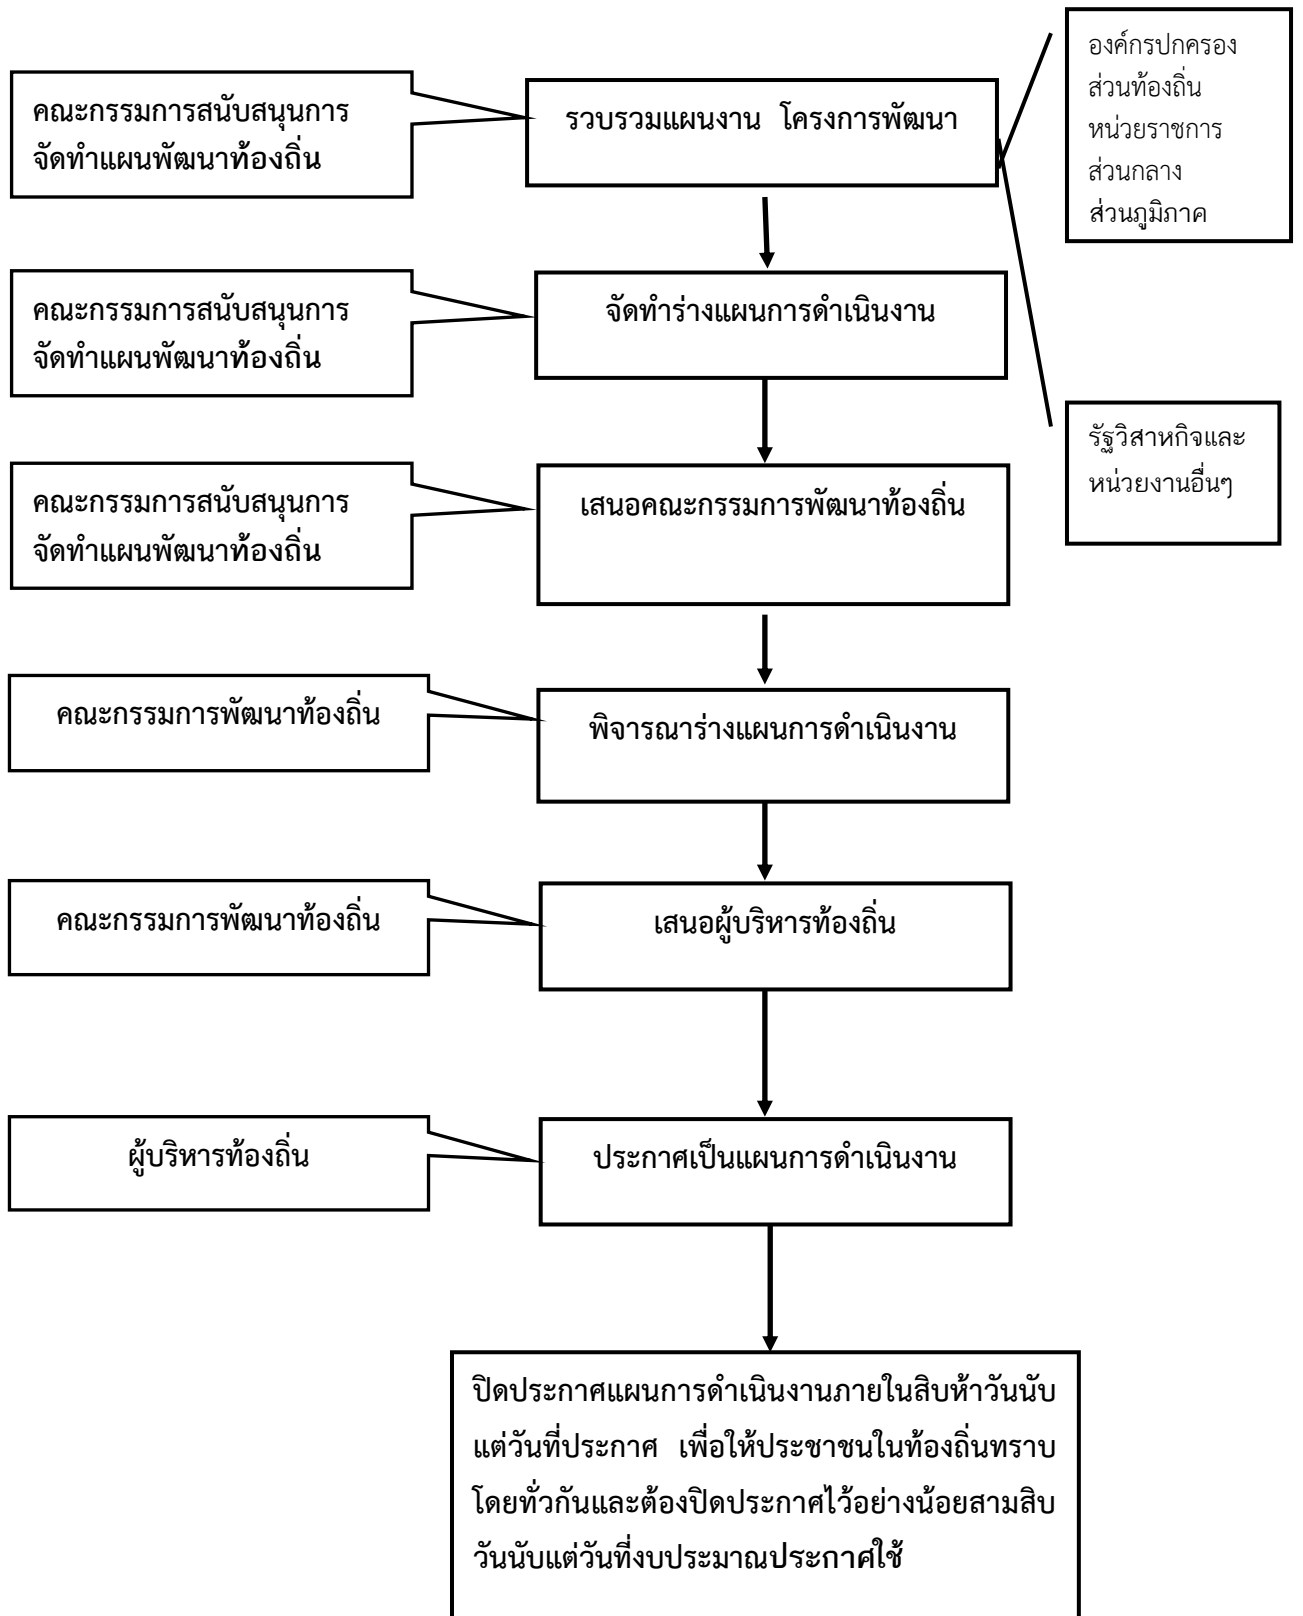 คณะกรรมการสนับสนุนการ
จัดทำแผนพัฒนาท้องถิ่น
รวบรวมแผนงาน โครงการพัฒนา
องค์กรปกครอง
ส่วนท้องถิ่น
หน่วยราชการ
ส่วนกลาง
ส่วนภูมิภาค
คณะกรรมการสนับสนุนการ
จัดทำแผนพัฒนาท้องถิ่น
จัดทำร่างแผนการดำเนินงาน
รัฐวิสาหกิจและ
หน่วยงานอื่นๆ
คณะกรรมการสนับสนุนการ
จัดทำแผนพัฒนาท้องถิ่น
เสนอคณะกรรมการพัฒนาท้องถิ่น
คณะกรรมการพัฒนาท้องถิ่น
พิจารณาร่างแผนการดำเนินงาน
คณะกรรมการพัฒนาท้องถิ่น
เสนอผู้บริหารท้องถิ่น
ผู้บริหารท้องถิ่น
ประกาศเป็นแผนการดำเนินงาน
ปิดประกาศแผนการดำเนินงานภายในสิบห้าวันนับ
แต่วันที่ประกาศ เพื่อให้ประชาชนในท้องถิ่นทราบ
โดยทั่วกันและต้องปิดประกาศไว้อย่างน้อยสามสิบ
วันนับแต่วันที่งบประมาณประกาศใช้